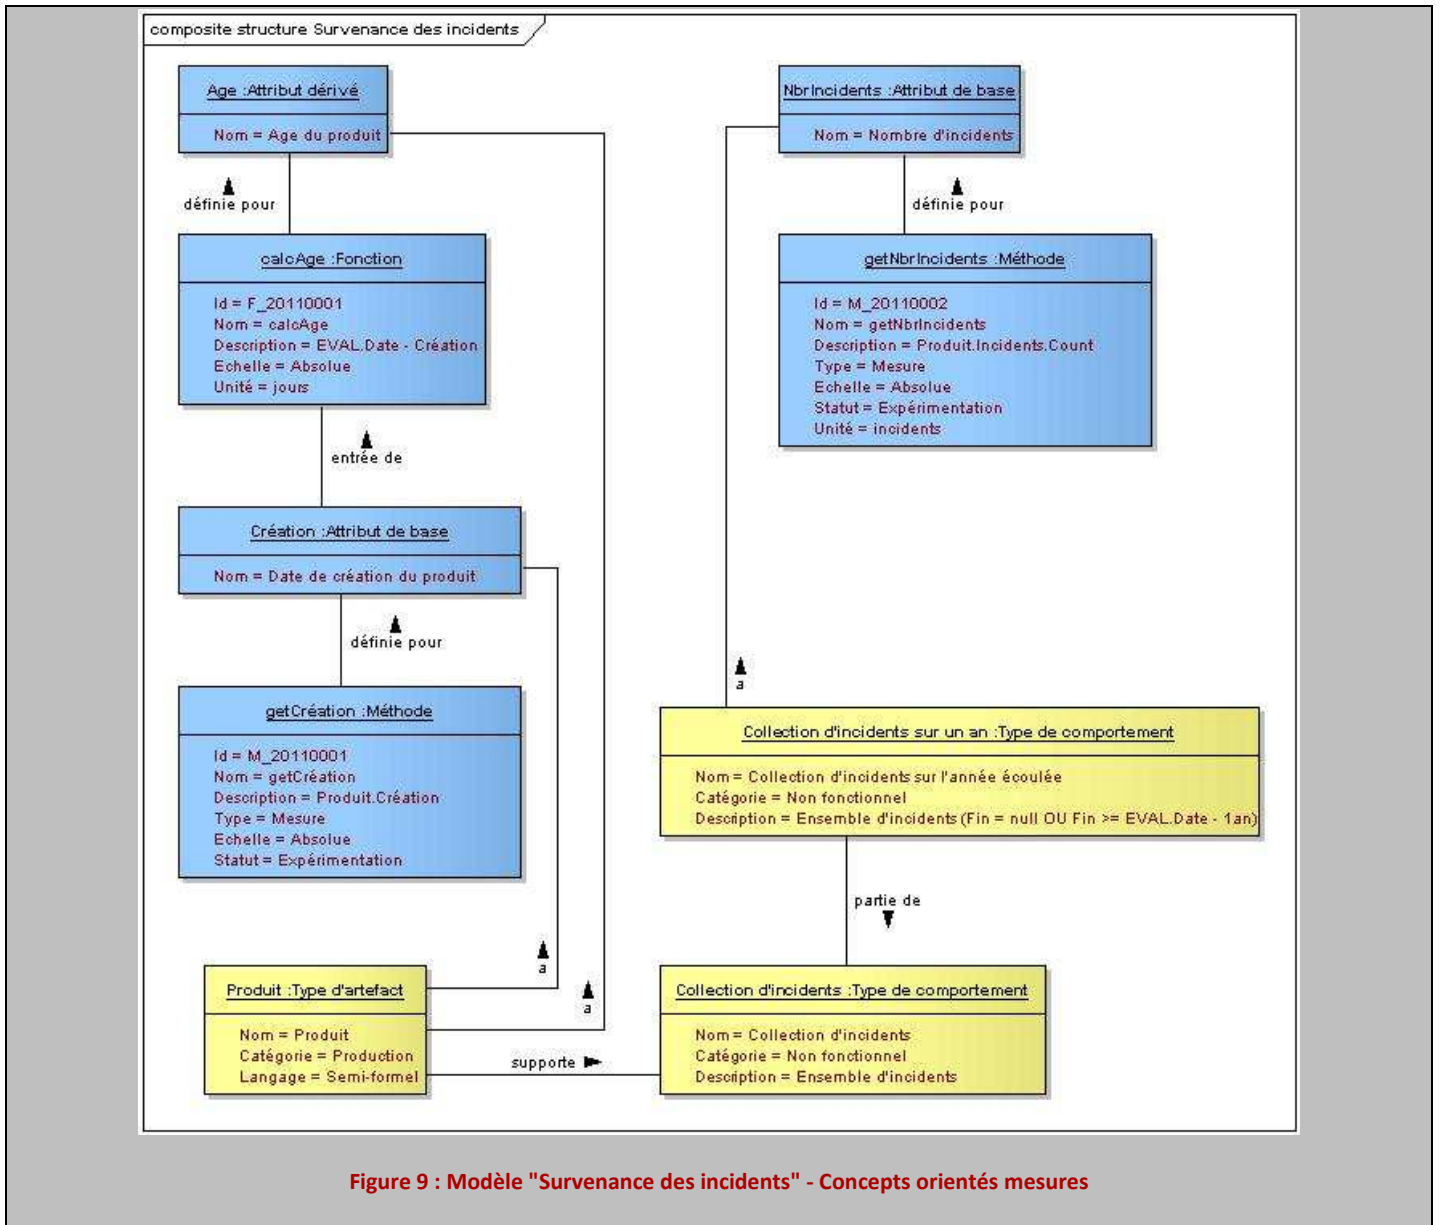 composite structure Survenance des incidents
Age :Attribut dérivé
Nom = Age du produit
définie pour
calcAge :Fonction
Id = F_20110001
Nom = calcAge
Description = EVAL.Date - Création
Echelle = Absolue
Unité = jours
entrée de
Création :Attribut de base
Nom = Date de création du produit
définie pour
getCréation :Méthode
Id = M_20110001
Nom = getCréation
Description = Produit.Création
Type = Mesure
Echelle = Absolue
Statut = Expérimentation
a
a
Produit :Type d'artefact
Nom = Produit
Catégorie = Production
Langage = Semi-formel
supporte
NbrIncidents :Attribut de base
Nom = Nombre d'incidents
définie pour
getNbrIncidents :Méthode
Id = M_20110002
Nom = getNbrIncidents
Description = Produit.Incidents.Count
Type = Mesure
Echelle = Absolue
Statut = Expérimentation
Unité = incidents
a
Collection d'incidents sur un an :Type de comportement
Nom = Collection d'incidents sur l'année écoulée
Catégorie = Non fonctionnel
Description = Ensemble d'incidents (Fin = null OU Fin >= EVAL.Date - 1an)
partie de
Collection d'incidents :Type de comportement
Nom = Collection d'incidents
Catégorie = Non fonctionnel
Description = Ensemble d'incidents
Figure 9 : Modèle "Survenance des incidents" - Concepts orientés mesures